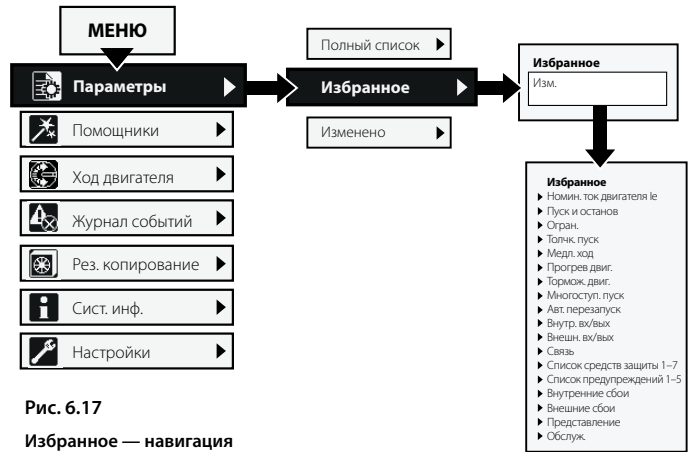 МЕНЮ
Параметры
Помощники
Ход двигателя
Журнал событий
Рез. копирование
Сист. инф.
Настройки
Полный список
Избранное
Изменено
Избранное
Изм.
Избранное
Номин. ток двигателя Ie
Пуск и останов
Огран.
Толчк. пуск
Медл. ход
Прогрев двиг.
Тормож. двиг.
Многоступ. пуск
Авт. перезапуск
Внутр. вх/вых
Внешн. вх/вых
Связь
Список средств защиты 1–7
Список предупреждений 1–5
Внутренние сбои
Внешние сбои
Представление
Обслуж.
Рис. 6.17
Избранное — навигация